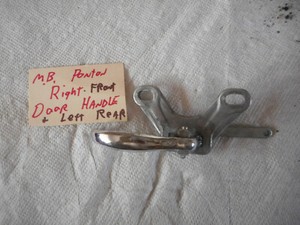 M.B. Ponton
Right-Front
Door Handle
+ Left Rear